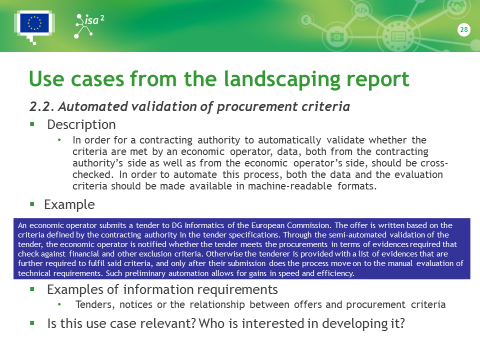 isa²
28
Use cases from the landscaping report
2.2. Automated validation of procurement criteria
Description
In order for a contracting authority to automatically validate whether the
criteria are met by an economic operator, data, both from the contracting
authority's side as well as from the economic operator's side, should be cross-
checked. In order to automate this process, both the data and the evaluation
criteria should be made available in machine-readable formats.
Example
An economic operator submits a tender to DG Informatics of the European Commission. The offer is written based on the
criteria defined by the contracting authority in the tender specifications. Through the semi-automated validation of the
tender, the economic operator is notified whether the tender meets the procurements in terms of evidences required that
check against financial and other exclusion criteria. Otherwise the tenderer is provided with a list of evidences that are
further required to fulfil said criteria, and only after their submission does the process move on to the manual evaluation of
technical requirements. Such preliminary automation allows for gains in speed and efficiency.
Examples of information requirements
Tenders, notices or the relationship between offers and procurement criteria
Is this use case relevant? Who is interested in developing it?